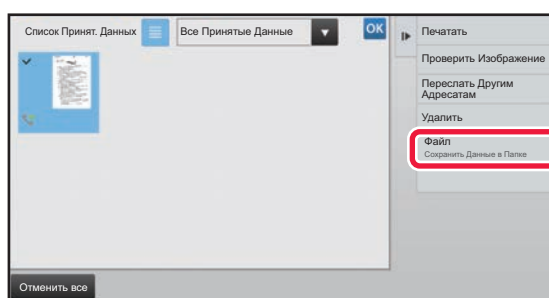 Список Принят. Данных
Все Принятые Данные
OK
Печатать
Проверить Изображение
Переслать Другим
Адресатам
Удалить
Файл
Сохранить Данные в Папке
Отменить все